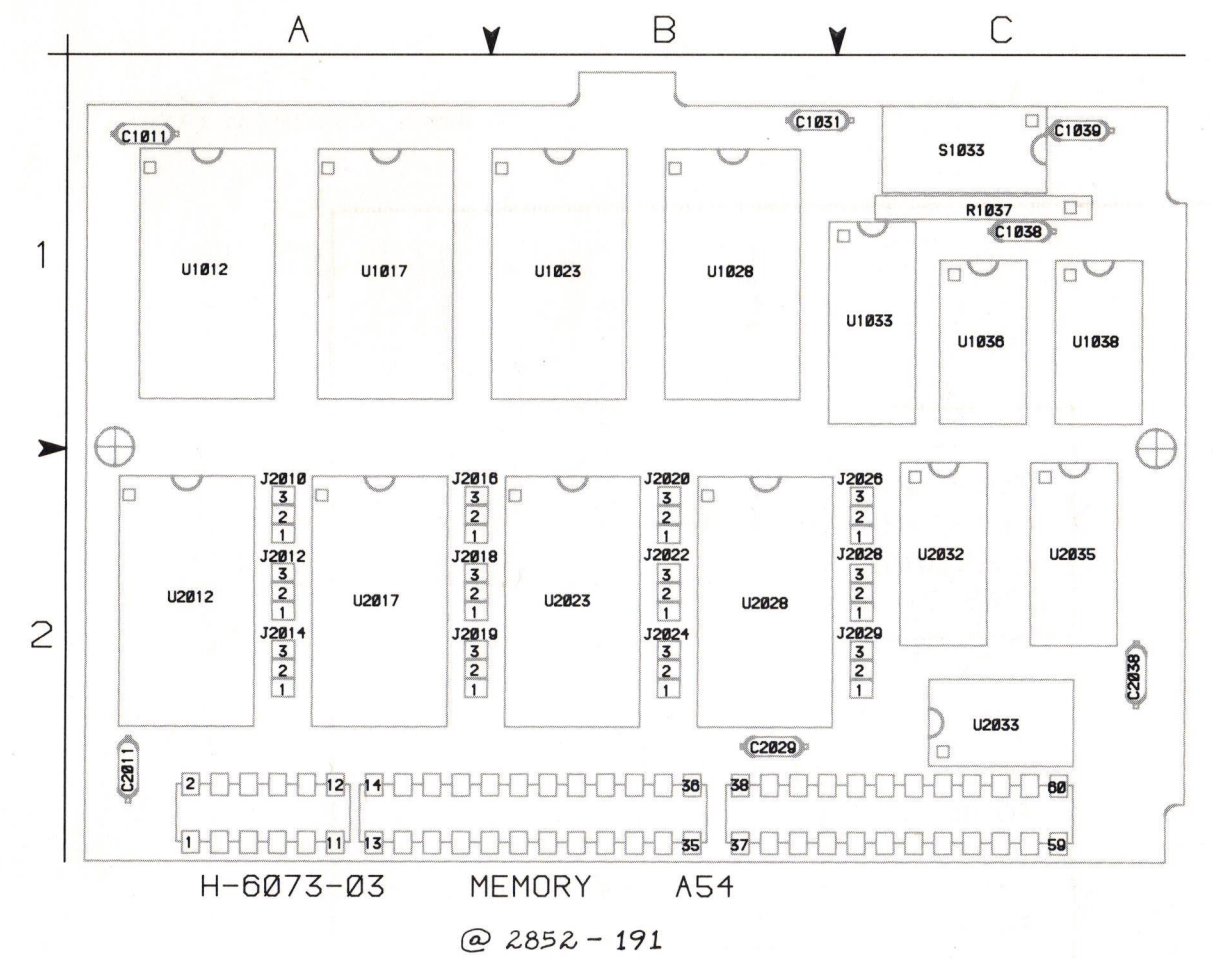 A B C
C1011 C1031 C1039
S1033
R1037
C1038
1
U1012 U1017 U1023 U1028
U1033 U1036 U1038
J2010 J2016 J2020 J2026
3 3 3 3
2 2 2 2
1 1 1 1
J2012 J2018 J2022 J2028
3 3 3 3
2 2 2 2
1 1 1 1
U2032 U2035
U2012 U2017 U2023 U2028
2
J2014 J2019 J2024 J2029
3 3 3 3
2 2 2 2
1 1 1 1
C2038
U2033
C2011 C2029
2 12 14 36 38 60
1 11 13 35 37 59
H-6073-03 MEMORY A54
@ 2852-191